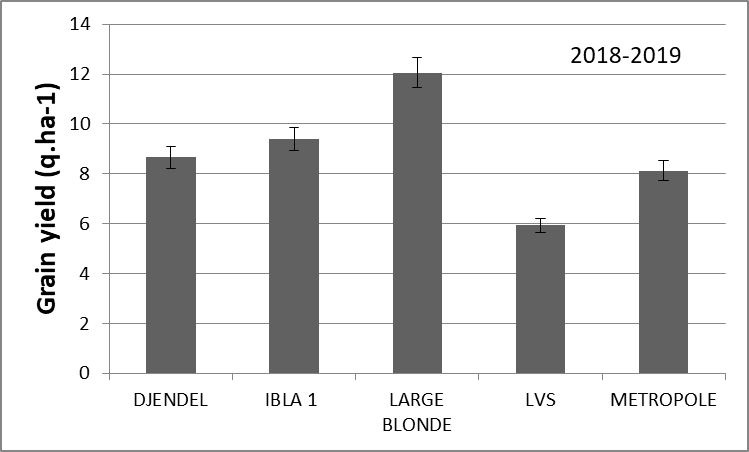 Grain yield (q.ha-1)
14
12
10
8
6
4
2
0
2018-2019
DJENDEL
IBLA 1
LARGE
BLONDE
LVS
METROPOLE